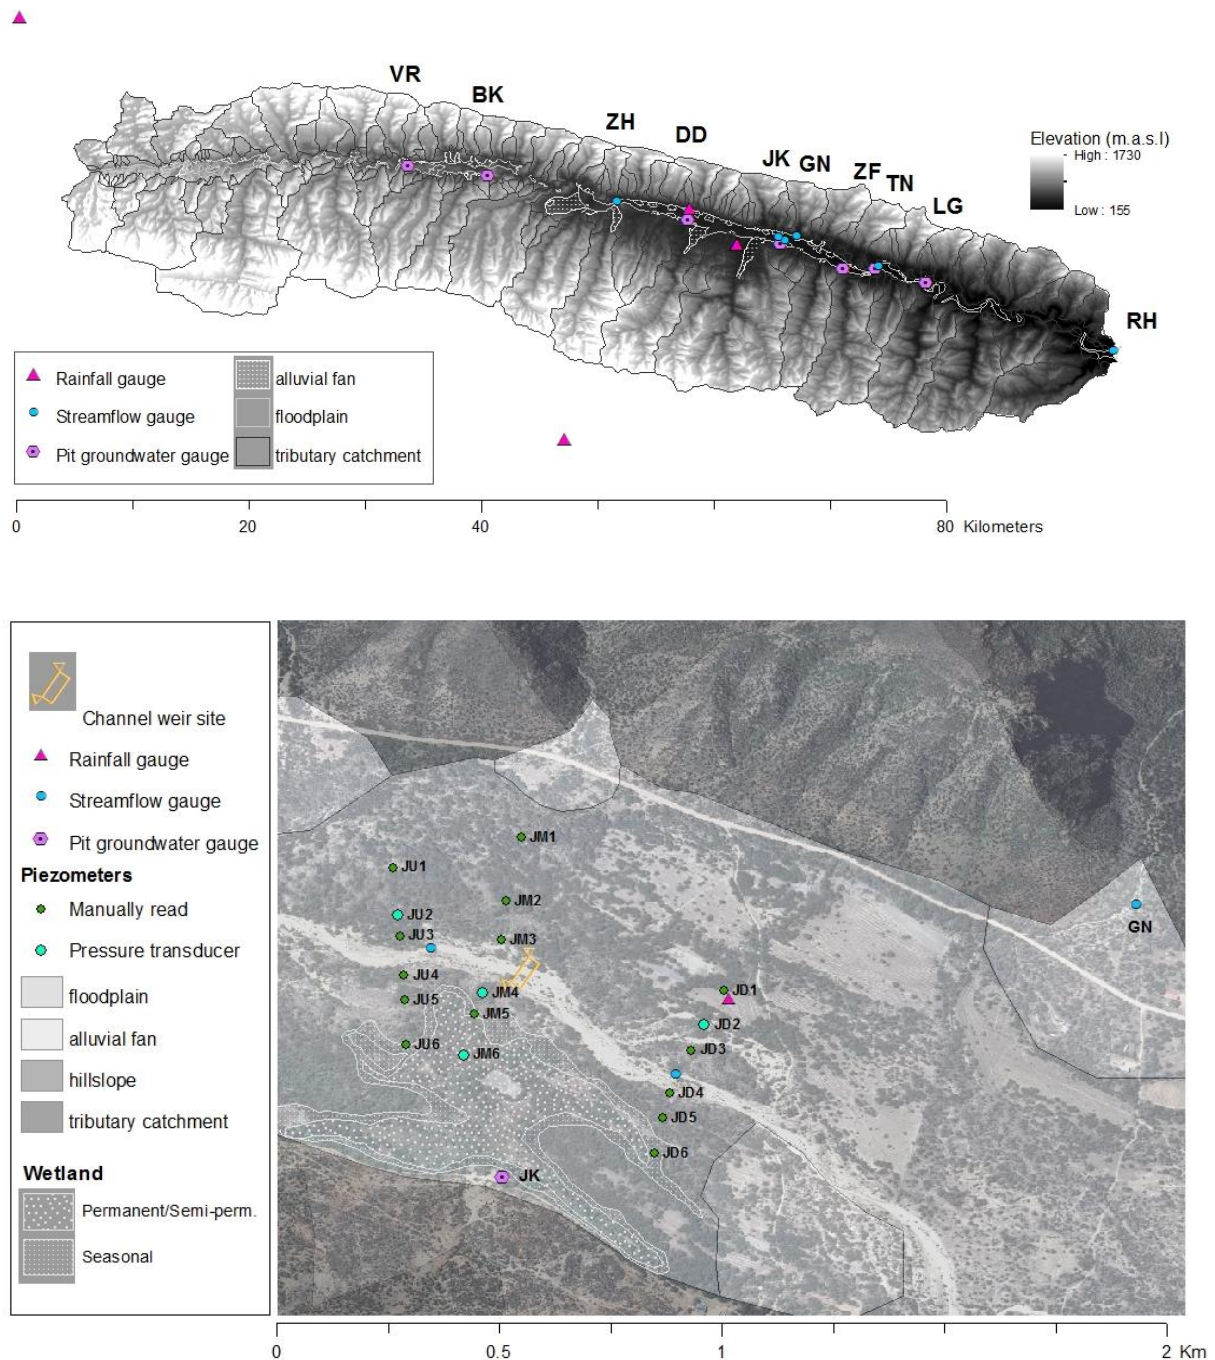 VR
BK
ZH
DD
JK GN
ZF
TN
LG
RH
Elevation (m.a.s.l)
High : 1730
Low : 155
Rainfall gauge
alluvial fan
Streamflow gauge
floodplain
Pit groundwater gauge
tributary catchment
0 20 40 80 Kilometers
Channel weir site
Rainfall gauge
Streamflow gauge
Pit groundwater gauge
Piezometers
Manually read
Pressure transducer
floodplain
alluvial fan
hillslope
tributary catchment
Wetland
Permanent/Semi-perm.
Seasonal
JM1
JU1
JM2
JU2
GN
JU3
JM3
JU4
JD1
JM4
JU5
JM5
JD2
JU6
JD3
JM6
JD4
JD5
JD6
JK
0 0.5 1 2 Km